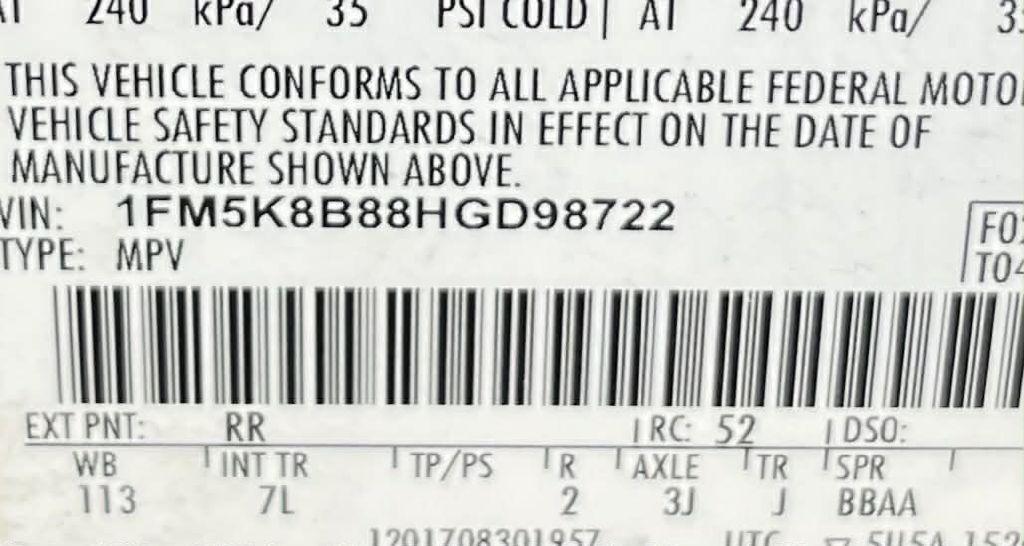 240 kPa/ 35 PSI COLD | AT 240 kPa/
THIS VEHICLE CONFORMS TO ALL APPLICABLE FEDERAL
VEHICLE SAFETY STANDARDS IN EFFECT ON THE DATE OF
MANUFACTURE SHOWN ABOVE.
VIN: 1FM5K8B88HGD98722
TYPE: MPV
EXT PNT: RR RC: 52 DSO:
WB INT TR TP/PS R AXLE TR SPR
113 7L 2 3J J BBAA
1201708301957 UTC